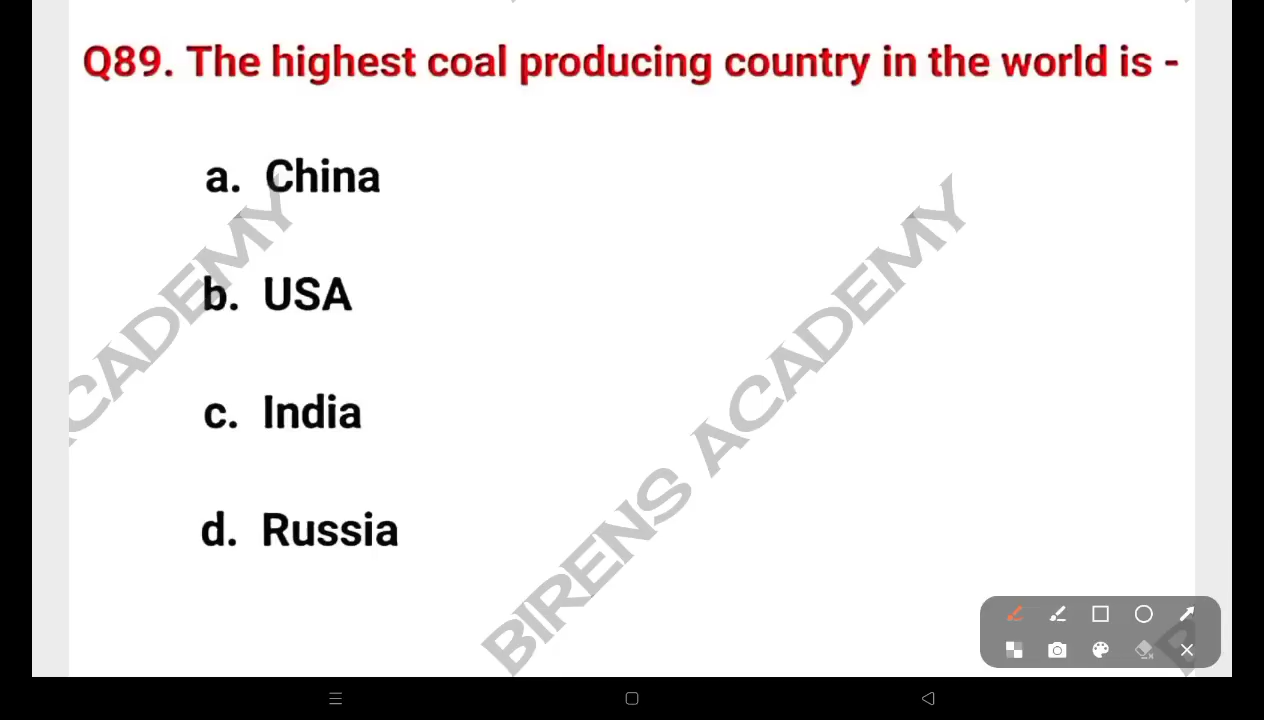 Q89. The highest coal producing country in the world is -
a. China
b. USA
c. India
d. Russia
CADEMY
BIRENS ACADEMY